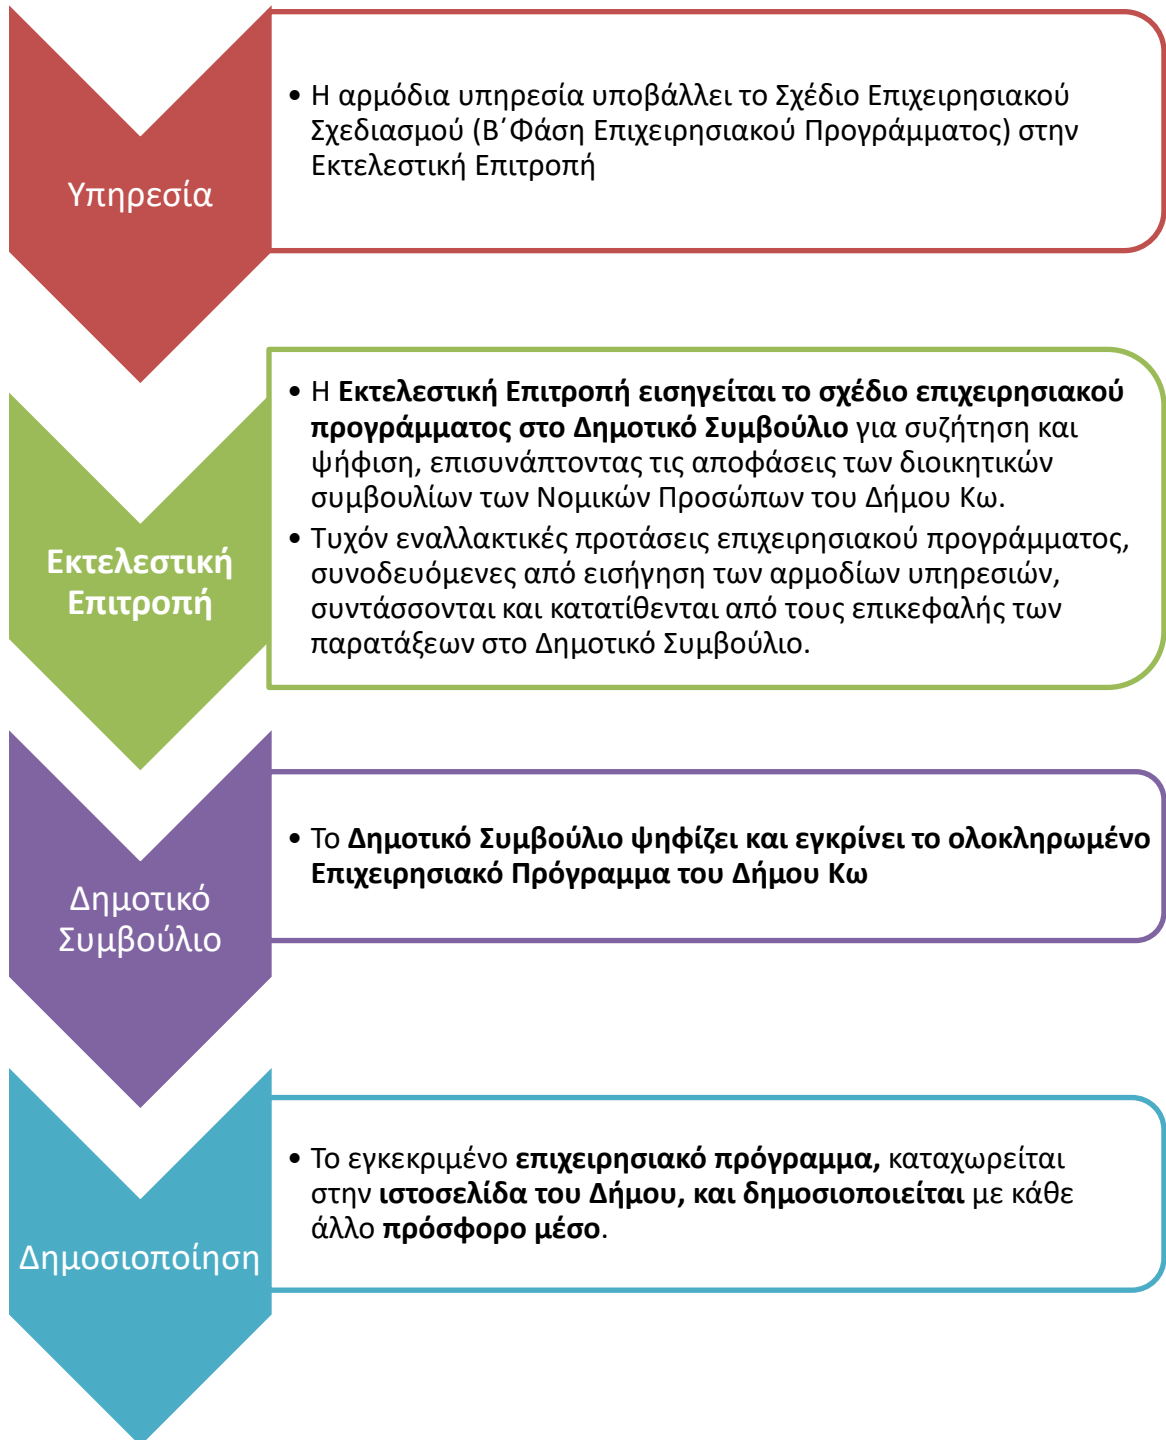 Υπηρεσία
• Η αρμόδια υπηρεσία υποβάλλει το Σχέδιο Επιχειρησιακού
Σχεδιασμού (Β΄Φάση Επιχειρησιακού Προγράμματος) στην
Εκτελεστική Επιτροπή
Εκτελεστική
Επιτροπή
• Η Εκτελεστική Επιτροπή εισηγείται το σχέδιο επιχειρησιακού
προγράμματος στο Δημοτικό Συμβούλιο για συζήτηση και
ψήφιση, επισυνάπτοντας τις αποφάσεις των διοικητικών
συμβουλίων των Νομικών Προσώπων του Δήμου Κω.
• Τυχόν εναλλακτικές προτάσεις επιχειρησιακού προγράμματος,
συνοδευόμενες από εισήγηση των αρμοδίων υπηρεσιών,
συντάσσονται και κατατίθενται από τους επικεφαλής των
παρατάξεων στο Δημοτικό Συμβούλιο.
Δημοτικό
Συμβούλιο
• Το Δημοτικό Συμβούλιο ψηφίζει και εγκρίνει το ολοκληρωμένο
Επιχειρησιακό Πρόγραμμα του Δήμου Κω
Δημοσιοποίηση
• Το εγκεκριμένο επιχειρησιακό πρόγραμμα, καταχωρείται
στην ιστοσελίδα του Δήμου, και δημοσιοποιείται με κάθε
άλλο πρόσφορο μέσο.